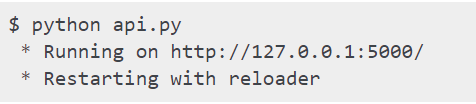 $ python api.py
* Running on http://127.0.0.1:5000/
* Restarting with reloader